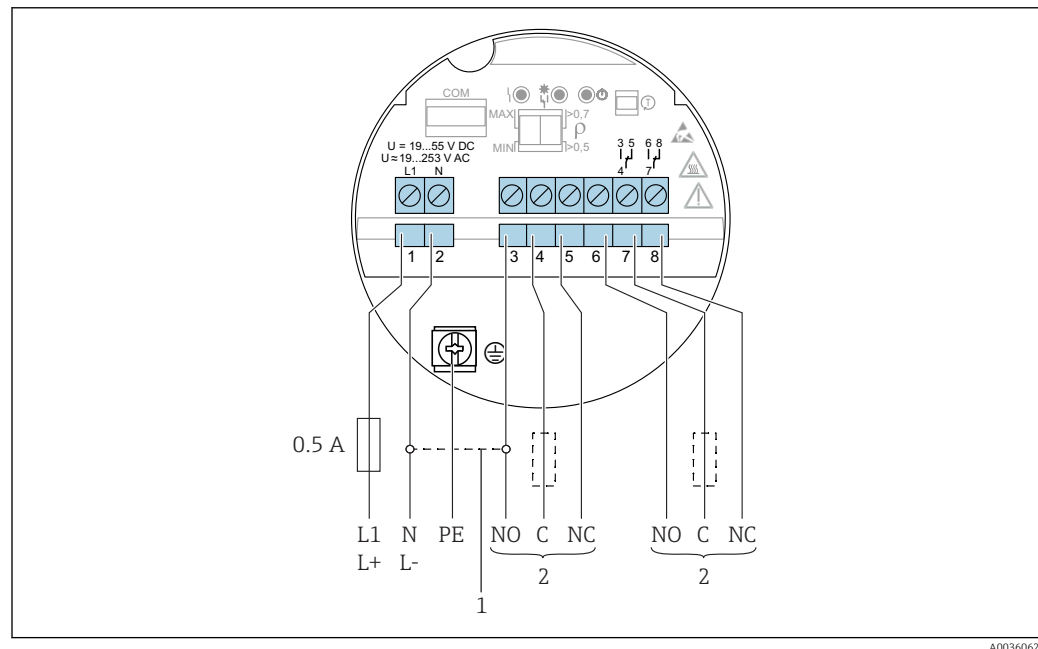 COM
MAX
>0,7
ρ
MIN
>0,5
T
U = 19...55 V DC
U ≈ 19...253 V AC
L1 N
3 5 6 8
4 7
1 2 3 4 5 6 7 8
0.5 A
L1 N PE NO C NC NO C NC
L+ L-
2 2
1
A0036062